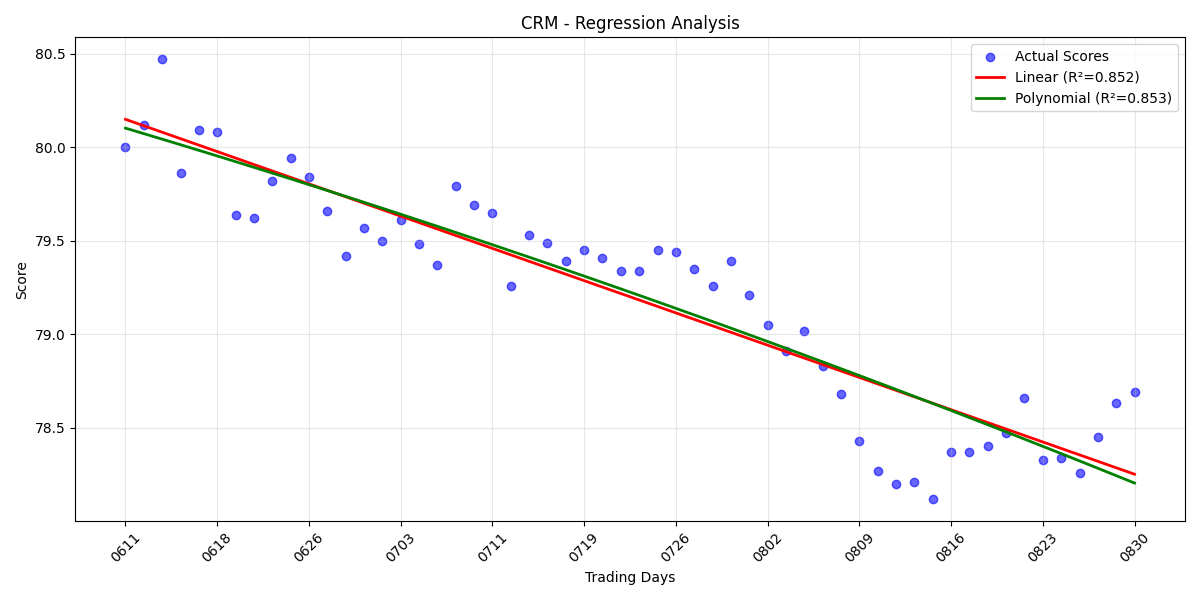 CRM - Regression Analysis
Actual Scores
Linear (R²=0.852)
Polynomial (R²=0.853)
80.5
80.0
79.5
79.0
78.5
Score
0611
0618
0626
0703
0711
0719
0726
0802
0809
0816
0823
0830
Trading Days